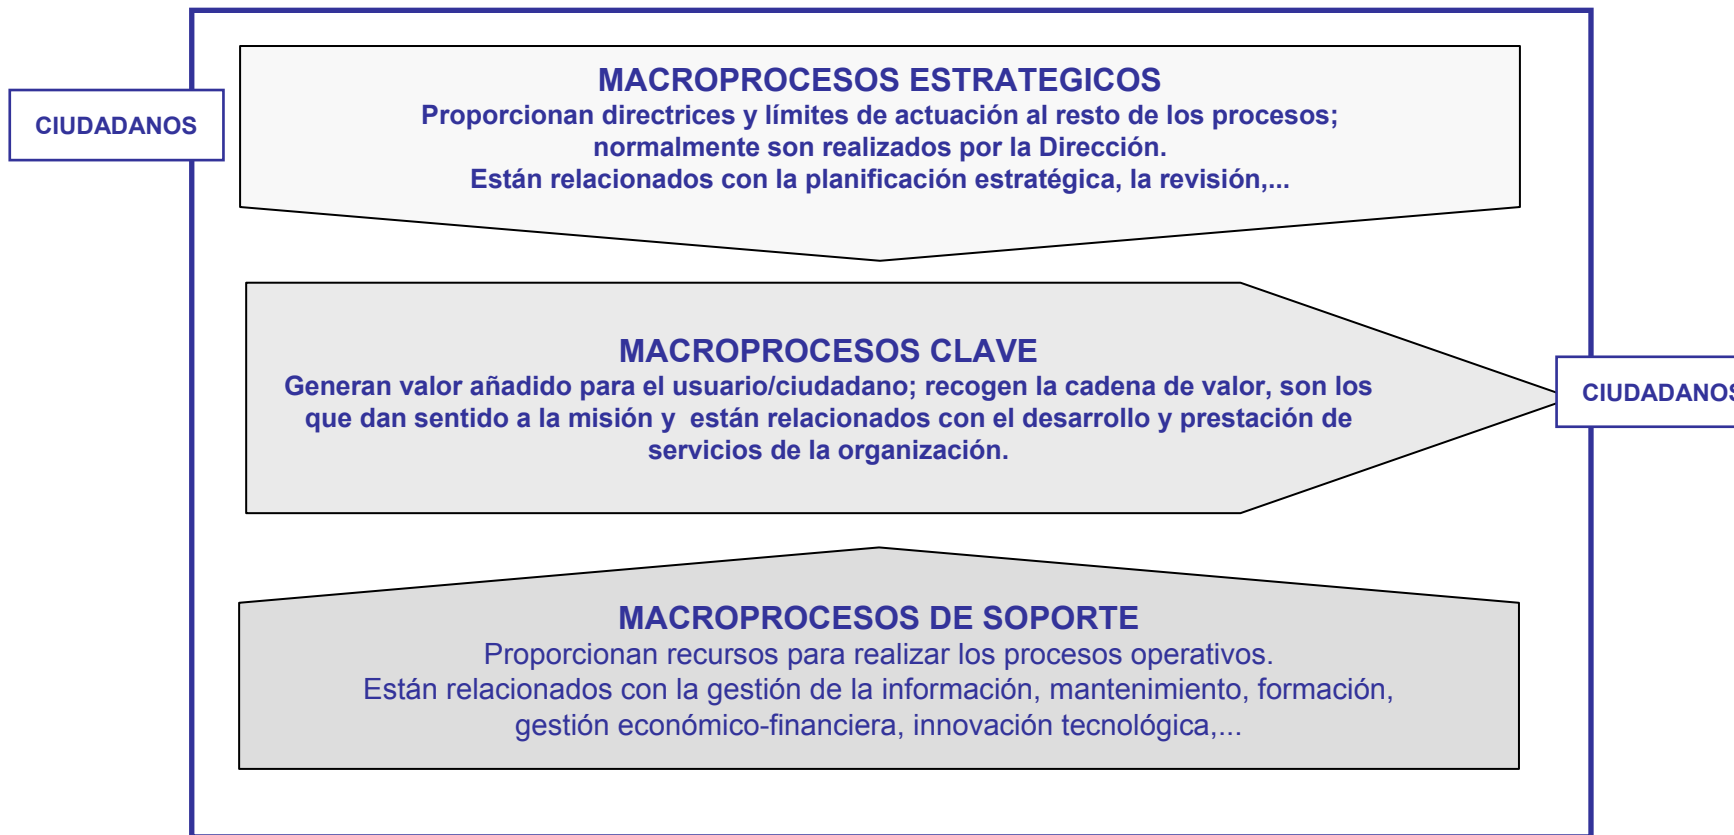 MACROPROCESOS ESTRATEGICOS
Proporcionan directrices y límites de actuación al resto de los procesos;
normalmente son realizados por la Dirección.
Están relacionados con la planificación estratégica, la revisión,...
CIUDADANOS
MACROPROCESOS CLAVE
Generan valor añadido para el usuario/ciudadano; recogen la cadena de valor, son los
que dan sentido a la misión y están relacionados con el desarrollo y prestación de
servicios de la organización.
CIUDADANOS
MACROPROCESOS DE SOPORTE
Proporcionan recursos para realizar los procesos operativos.
Están relacionados con la gestión de la información, mantenimiento, formación,
gestión económico-financiera, innovación tecnológica,...